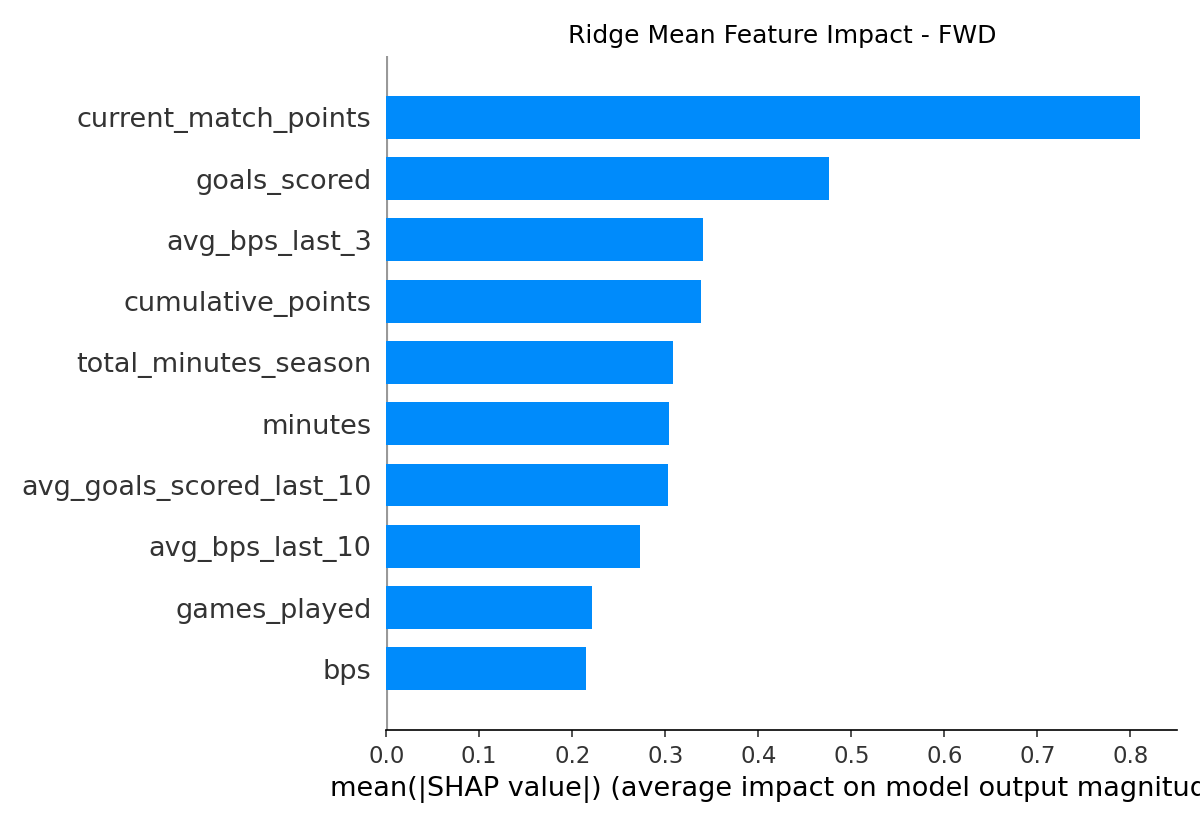 Ridge Mean Feature Impact - FWD
current_match_points
goals_scored
avg_bps_last_3
cumulative_points
total_minutes_season
minutes
avg_goals_scored_last_10
avg_bps_last_10
games_played
bps
0.0 0.1 0.2 0.3 0.4 0.5 0.6 0.7 0.8
mean(|SHAP value|) (average impact on model output magnitud